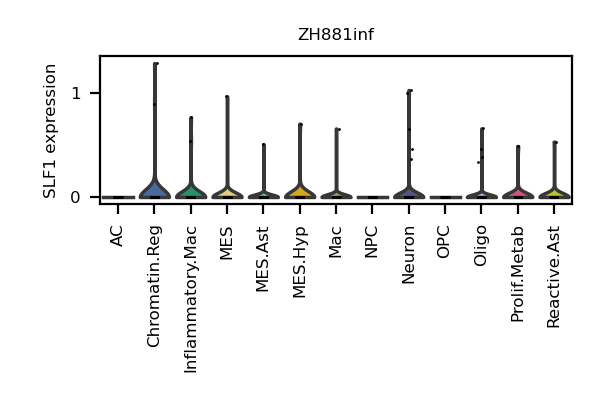 ZH881inf
SLF1 expression
1
0
AC
Chromatin.Reg
Inflammatory.Mac
MES
MES.Ast
MES.Hyp
Mac
NPC
Neuron
OPC
Oligo
Prolif.Metab
Reactive.Ast